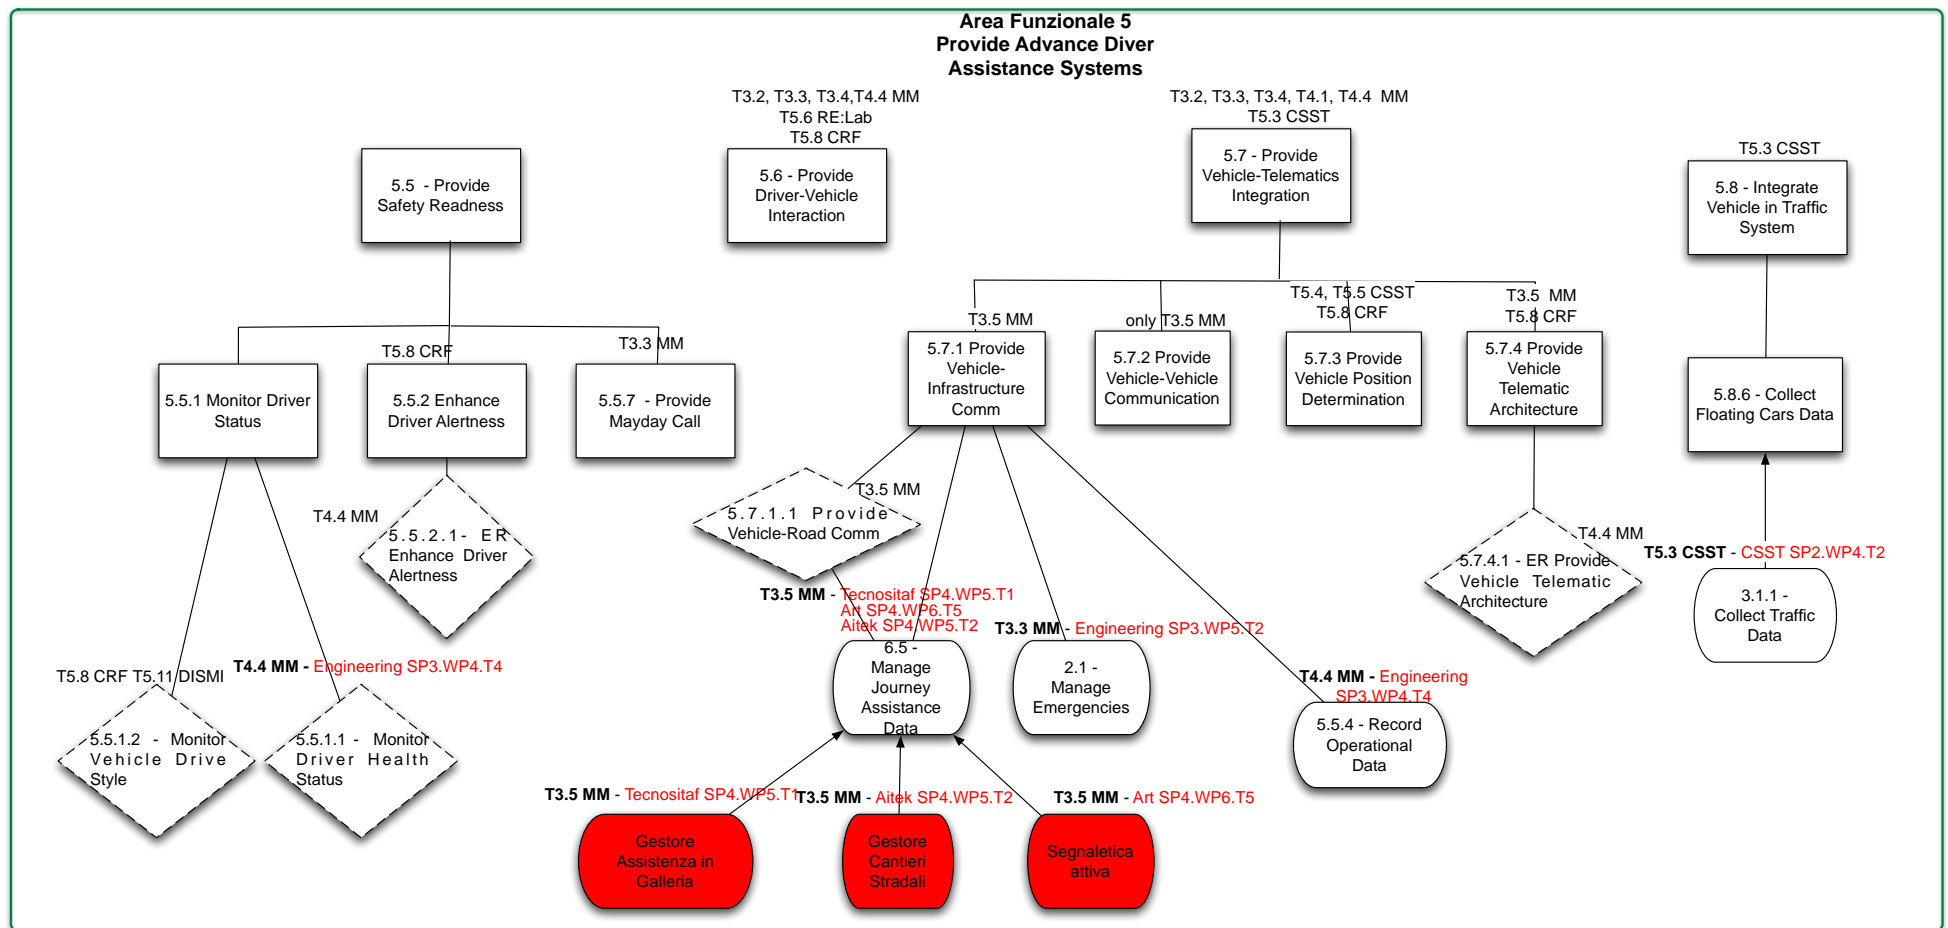 Area Funzionale 5
Provide Advance Diver
Assistance Systems
T3.2, T3.3, T3.4,T4.4 MM
T5.6 RE:Lab
T5.8 CRF
T3.2, T3.3, T3.4, T4.1, T4.4 MM
T5.3 CSST
T5.3 CSST
5.5 - Provide
Safety Readness
5.6 - Provide
Driver-Vehicle
Interaction
5.7 - Provide
Vehicle-Telematics
Integration
5.8 - Integrate
Vehicle in Traffic
System
T5.8 CRF
T3.3 MM
T3.5 MM
only T3.5 MM
T5.4, T5.5 CSST
T5.8 CRF
T3.5 MM
T5.8 CRF
5.5.1 Monitor Driver
Status
5.5.2 Enhance
Driver Alertness
5.5.7 - Provide
Mayday Call
5.7.1 Provide
Vehicle-
Infrastructure
Comm
5.7.2 Provide
Vehicle-Vehicle
Communication
5.7.3 Provide
Vehicle Position
Determination
5.7.4 Provide
Vehicle
Telematic
Architecture
5.8.6 - Collect
Floating Cars Data
T4.4 MM
5.5.2.1- ER
Enhance Driver
Alertness
T3.5 MM
5.7.1.1 Provide
Vehicle-Road Comm
T4.4 MM
5.7.4.1 - ER Provide
Vehicle Telematic
Architecture
T5.3 CSST - CSST SP2.WP4.T2
3.1.1 -
Collect Traffic
Data
T3.5 MM - Tecnositaf SP4.WP5.T1
Art SP4.WP6.T5
Aitek SP4.WP5.T2
T3.3 MM - Engineering SP3.WP5.T2
T4.4 MM - Engineering
SP3.WP4.T4
6.5 -
Manage
Journey
Assistance
Data
2.1 -
Manage
Emergencies
5.5.4 - Record
Operational
Data
T5.8 CRF T5.11 DISMI
T4.4 MM - Engineering SP3.WP4.T4
5.5.1.2 - Monitor
Vehicle Drive
Style
5.5.1.1 - Monitor
Driver Health
Status
T3.5 MM - Tecnositaf SP4.WP5.T1
T3.5 MM - Aitek SP4.WP5.T2
T3.5 MM - Art SP4.WP6.T5
Gestore
Assistenza in
Galleria
Gestore
Cantieri
Stradali
Segnaletica
attiva